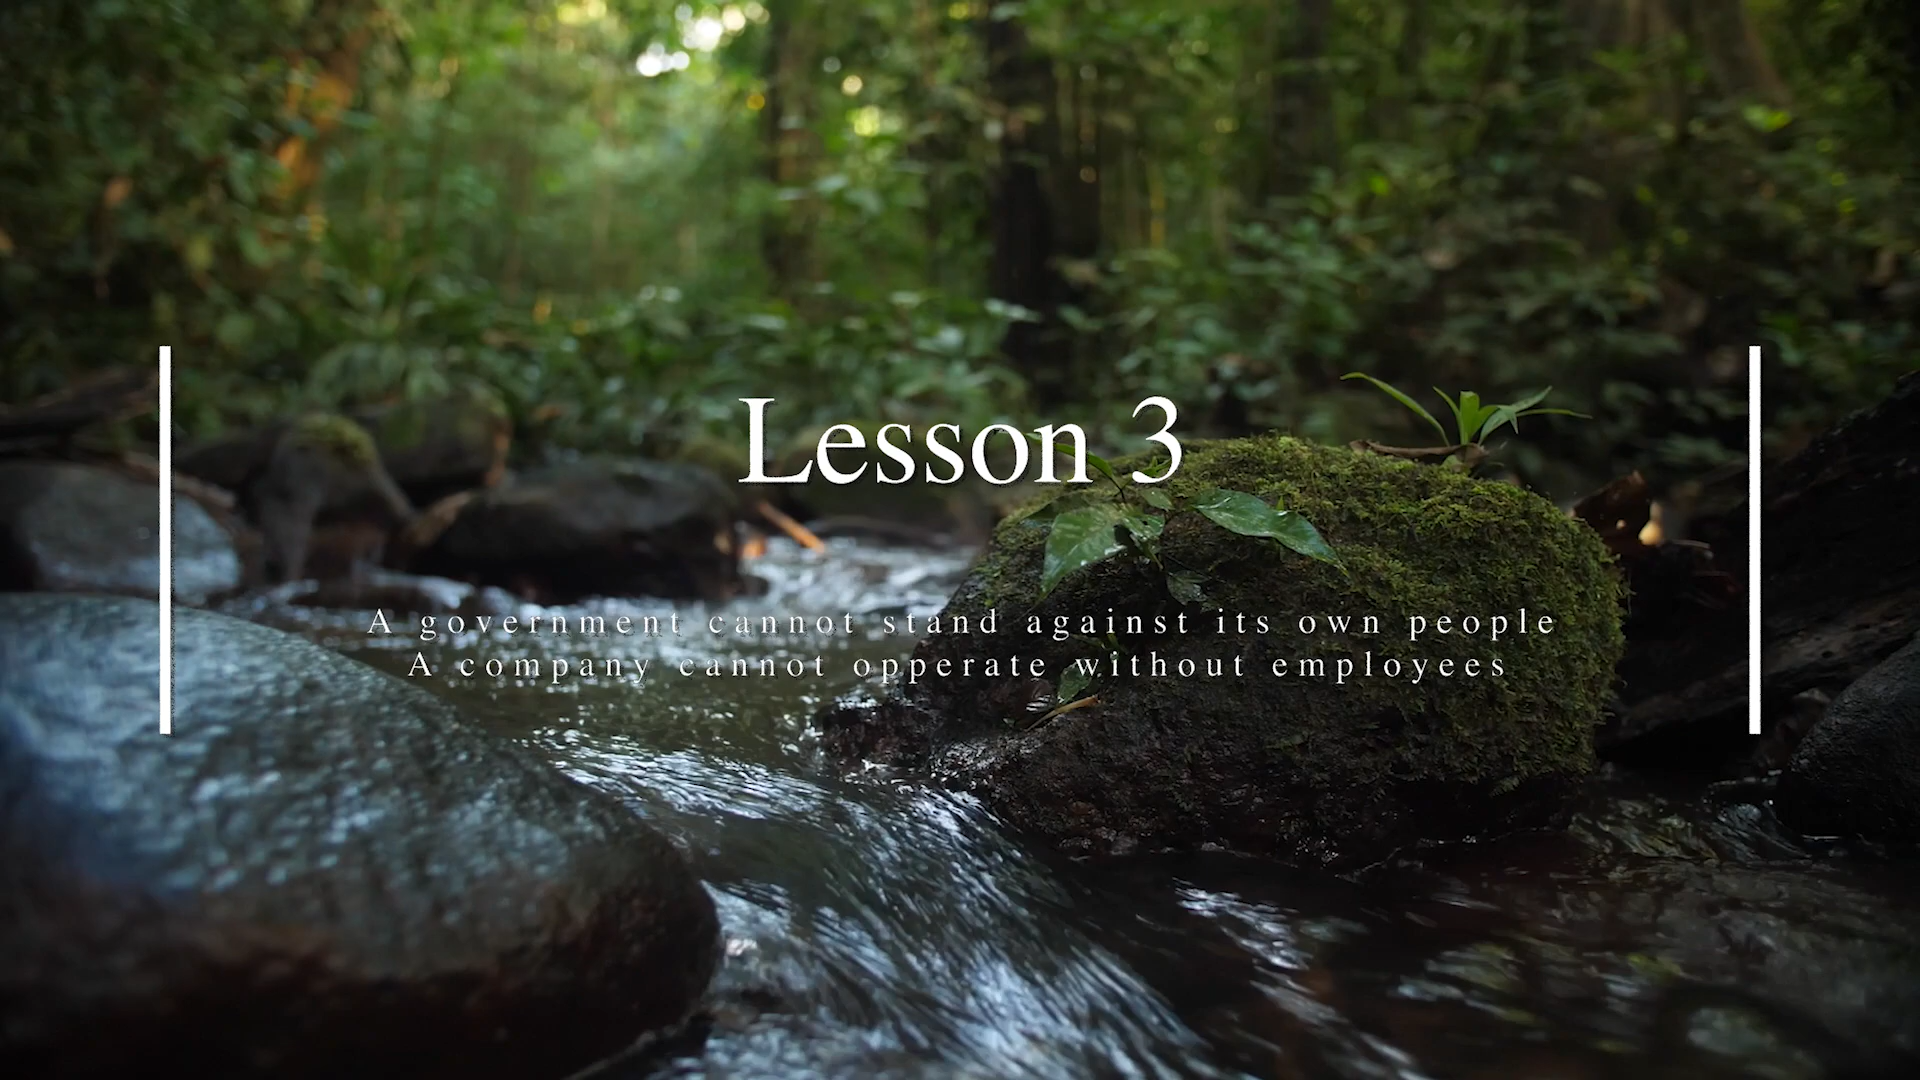 Lesson 3
A government cannot stand against its own people
A company cannot opperate without employees